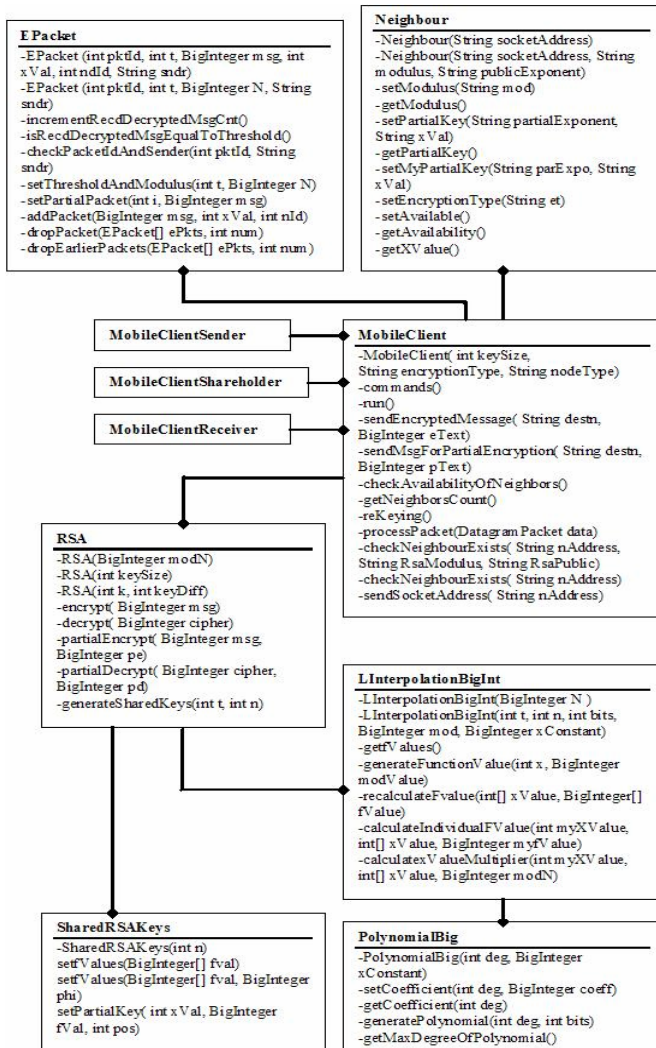 EPacket
-EPacket (int pktId, int t, BigInteger msg, int
xVal, int ndId, String sndr)
-EPacket (int pktId, int t, BigInteger N, String
sndr)
-incrementRecdDecryptedMsgCnt()
-isRecdDecryptedMsgEqualToThreshold()
-checkPacketIdAndSender(int pktId, String
sndr)
-setThresholdAndModulus(int t, BigInteger N)
-setPartialPacket(int i, BigInteger msg)
-addPacket(BigInteger msg, int xVal, int nId)
-dropPacket(EPacket[] ePkts, int num)
-dropEarlierPackets(EPacket[] ePkts, int num)
Neighbour
-Neighbour(String socketAddress)
-Neighbour(String socketAddress, String
modulus, String publicExponent)
-setModulus(String mod)
-getModulus()
-setPartialKey(String partialExponent,
String xVal)
-getPartialKey()
-setMyPartialKey(String parExpo, String
xVal)
-setEncryptionType(String et)
-setAvailable()
-getAvailability()
-getXValue()
MobileClientSender
MobileClientShareholder
MobileClientReceiver
MobileClient
-MobileClient( int keySize,
String encryptionType, String nodeType)
-commands()
-run()
-sendEncryptedMessage( String destn,
BigInteger eText)
-sendMsgForPartialEncryption( String destn,
BigInteger pText)
-checkAvailabilityOfNeighbors()
-getNeighborsCount()
-reKeying()
-processPacket(DatagramPacket data)
-checkNeighbourExists( String nAddress,
String RsaModulus, String RsaPublic)
-checkNeighbourExists( String nAddress)
-sendSocketAddress( String nAddress)
RSA
-RSA(BigInteger modN)
-RSA(int keySize)
-RSA(int k, int keyDiff)
-encrypt( BigInteger msg)
-decrypt( BigInteger cipher)
-partialEncrypt( BigInteger msg,
BigInteger pe)
-partialDecrypt( BigInteger cipher,
BigInteger pd)
-generateSharedKeys(int t, int n)
LInterpolationBigInt
-LInterpolationBigInt(BigInteger N )
-LInterpolationBigInt(int t, int n, int bits,
BigInteger mod, BigInteger xConstant)
-getfValues()
-generateFunctionValue(int x, BigInteger
modValue)
-recalculateFvalue(int[] xValue, BigInteger[]
fValue)
-calculateIndividualFValue(int myXValue,
int[] xValue, BigInteger myfValue)
-calculatexValueMultiplier(int myXValue,
int[] xValue, BigInteger modN)
SharedRSAKeys
-SharedRSAKeys(int n)
setfValues(BigInteger[] fval)
setfValues(BigInteger[] fval, BigInteger
phi)
setPartialKey( int xVal, BigInteger
fVal, int pos)
PolynomialBig
-PolynomialBig(int deg, BigInteger
xConstant)
-setCoefficient(int deg, BigInteger coeff)
-getCoefficient(int deg)
-generatePolynomial(int deg, int bits)
-getMaxDegreeOfPolynomial()